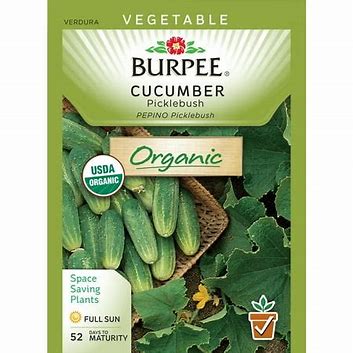 VERDURA
VEGETABLE
BURPEE®
CUCUMBER
Picklebush
PEPINO Picklebush
Organic
USDA
ORGANIC
Space
Saving
Plants
FULL SUN
52 DAYS TO MATURITY